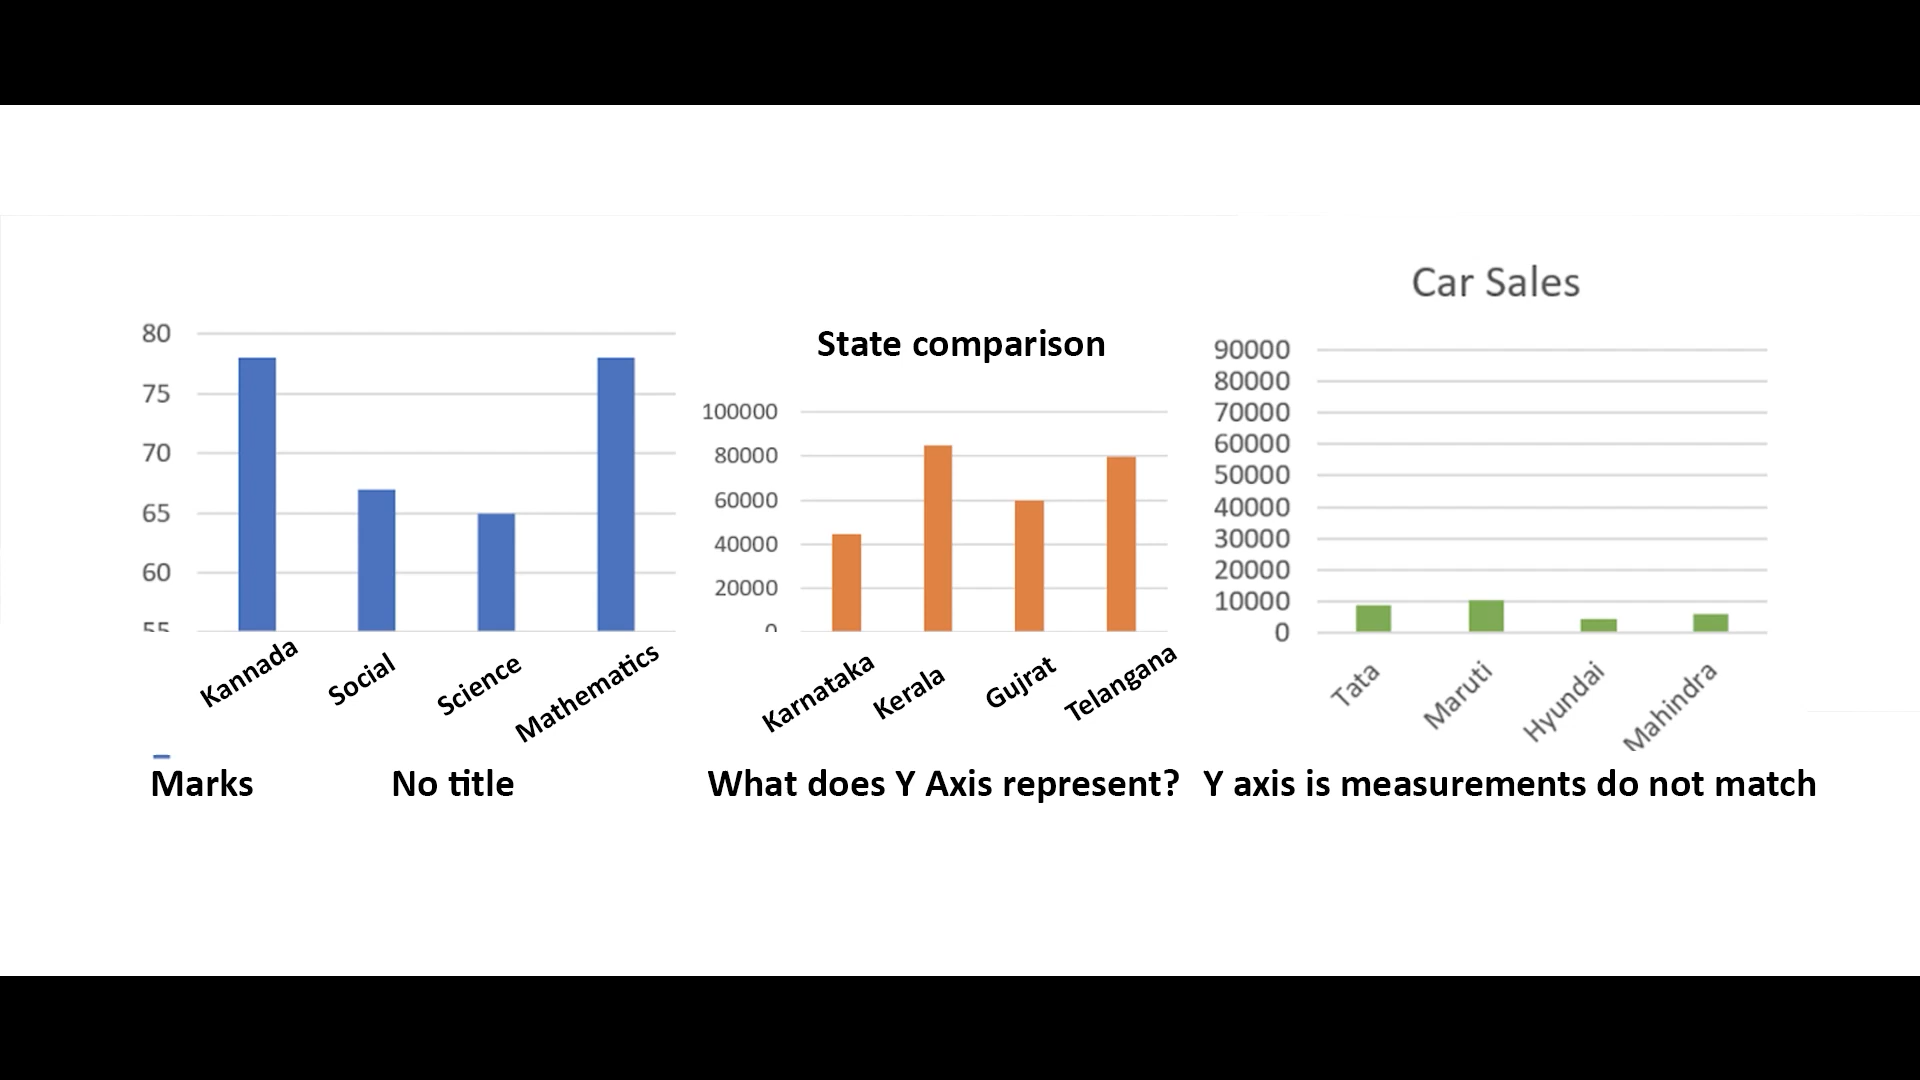 80
75
70
65
60
55
Kannada
Social
Science
Mathematics
Marks
No title
State comparison
100000
80000
60000
40000
20000
0
Karnataka
Kerala
Gujrat
Telangana
What does Y Axis represent?
Car Sales
90000
80000
70000
60000
50000
40000
30000
20000
10000
0
Tata
Maruti
Hyundai
Mahindra
Y axis is measurements do not match